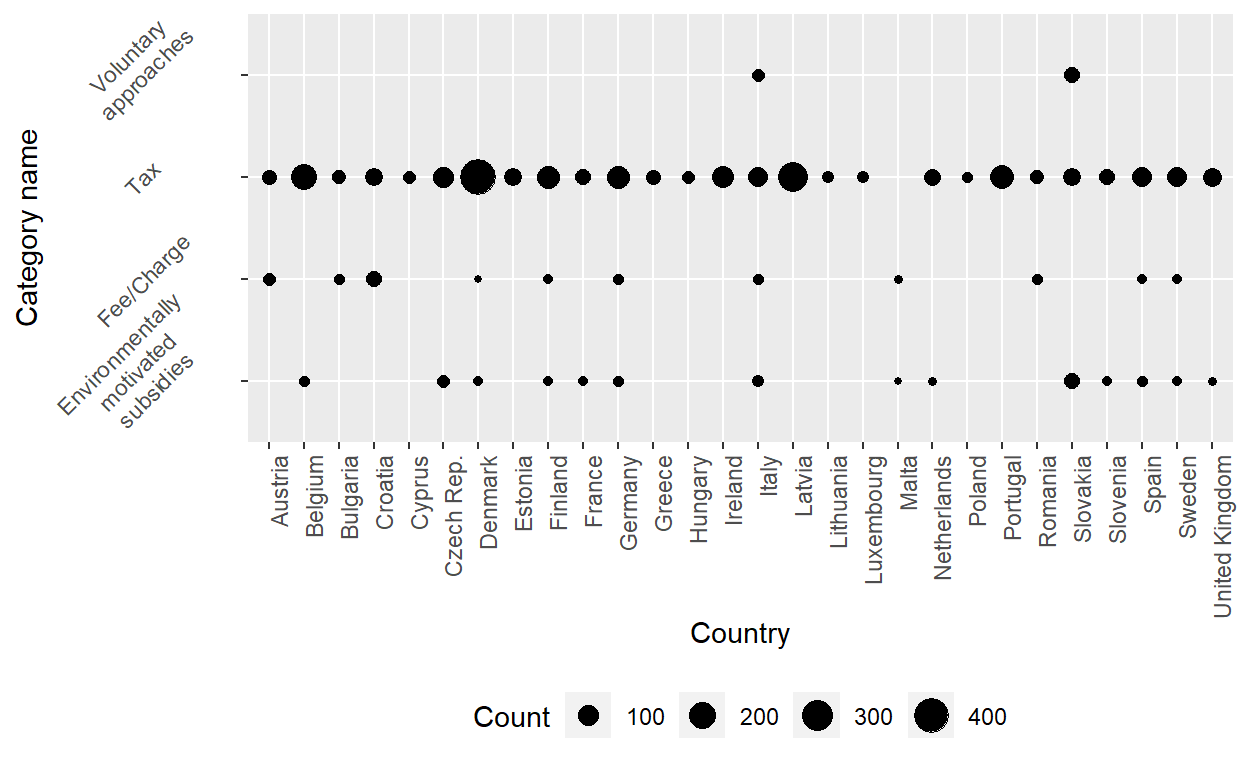 Category name
Voluntary
approaches
Tax
Fee/Charge
Environmentally
motivated
subsidies
Austria
Belgium
Bulgaria
Croatia
Cyprus
Czech Rep.
Denmark
Estonia
Finland
France
Germany
Greece
Hungary
Ireland
Italy
Latvia
Lithuania
Luxembourg
Malta
Netherlands
Poland
Portugal
Romania
Slovakia
Slovenia
Spain
Sweden
United Kingdom
Country
Count 100 200 300 400